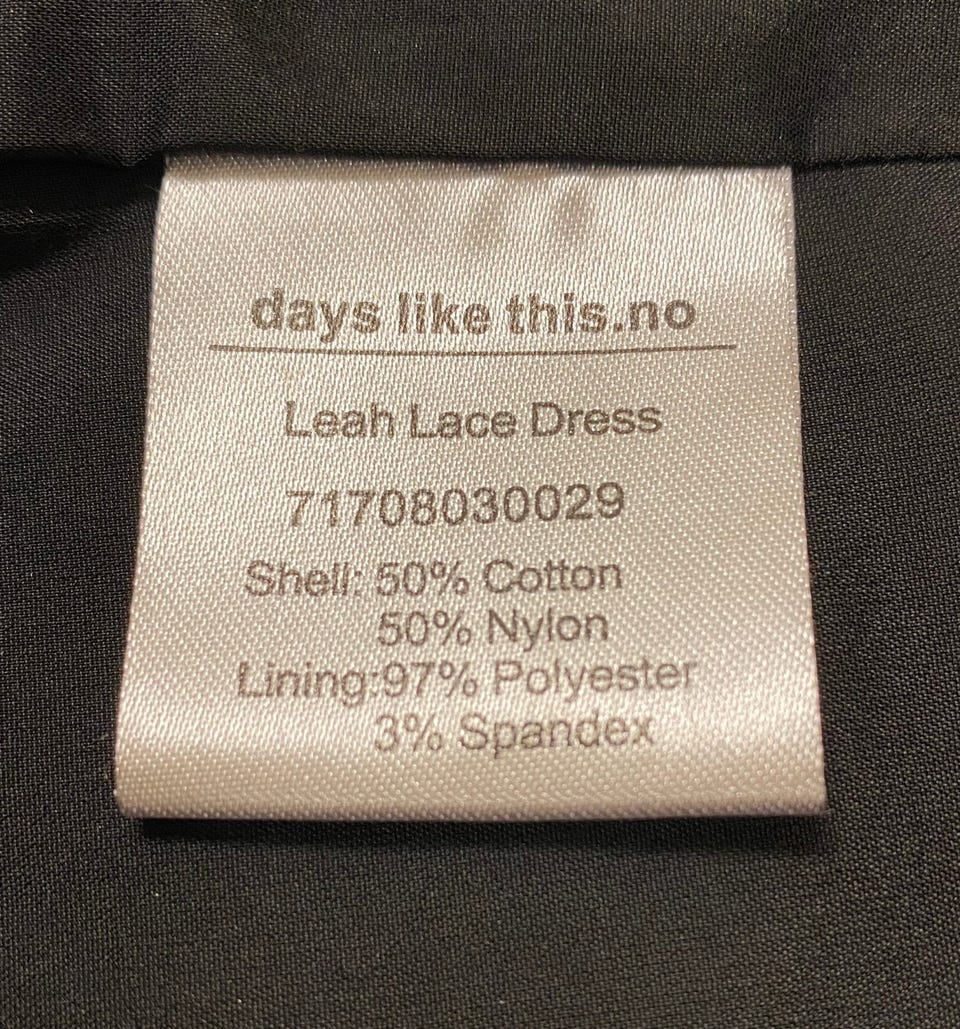 days like this.no
Leah Lace Dress
71708030029
Shell: 50% Cotton
50% Nylon
Lining:97% Polyester
3% Spandex